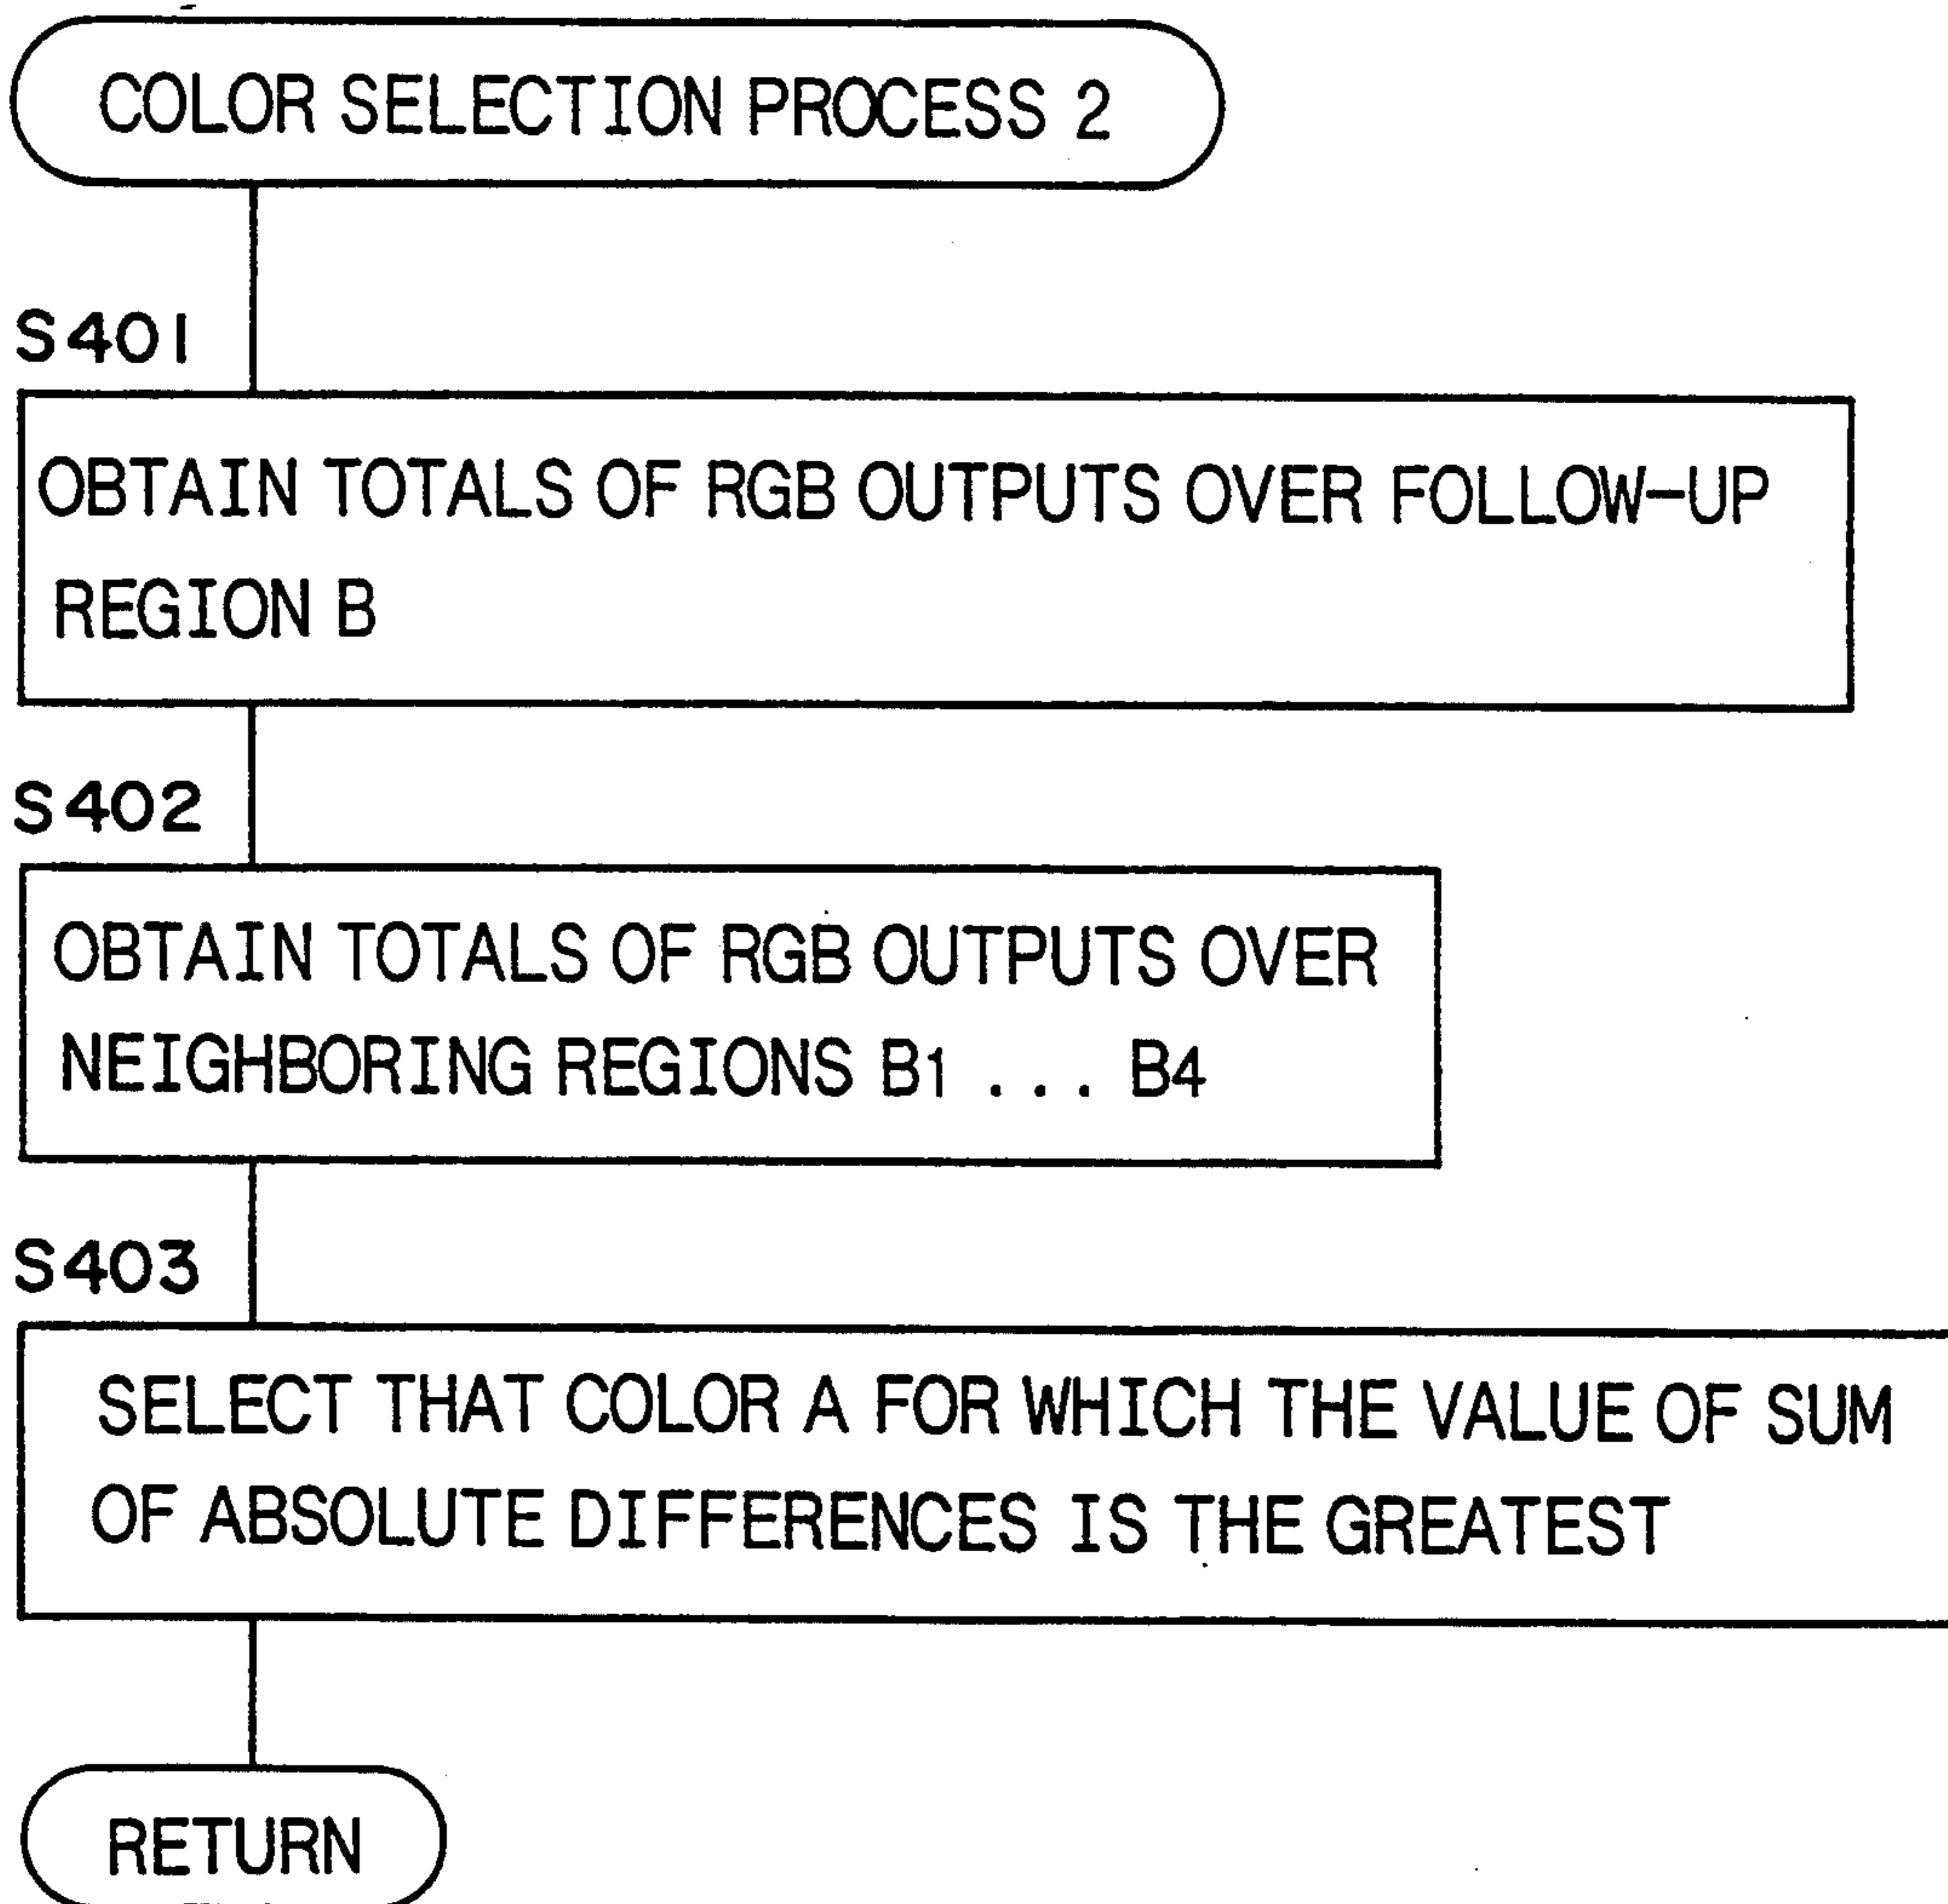 COLOR SELECTION PROCESS 2
S401
OBTAIN TOTALS OF RGB OUTPUTS OVER FOLLOW-UP
REGION B
S402
OBTAIN TOTALS OF RGB OUTPUTS OVER
NEIGHBORING REGIONS B1 ... B4
S403
SELECT THAT COLOR A FOR WHICH THE VALUE OF SUM
OF ABSOLUTE DIFFERENCES IS THE GREATEST
RETURN